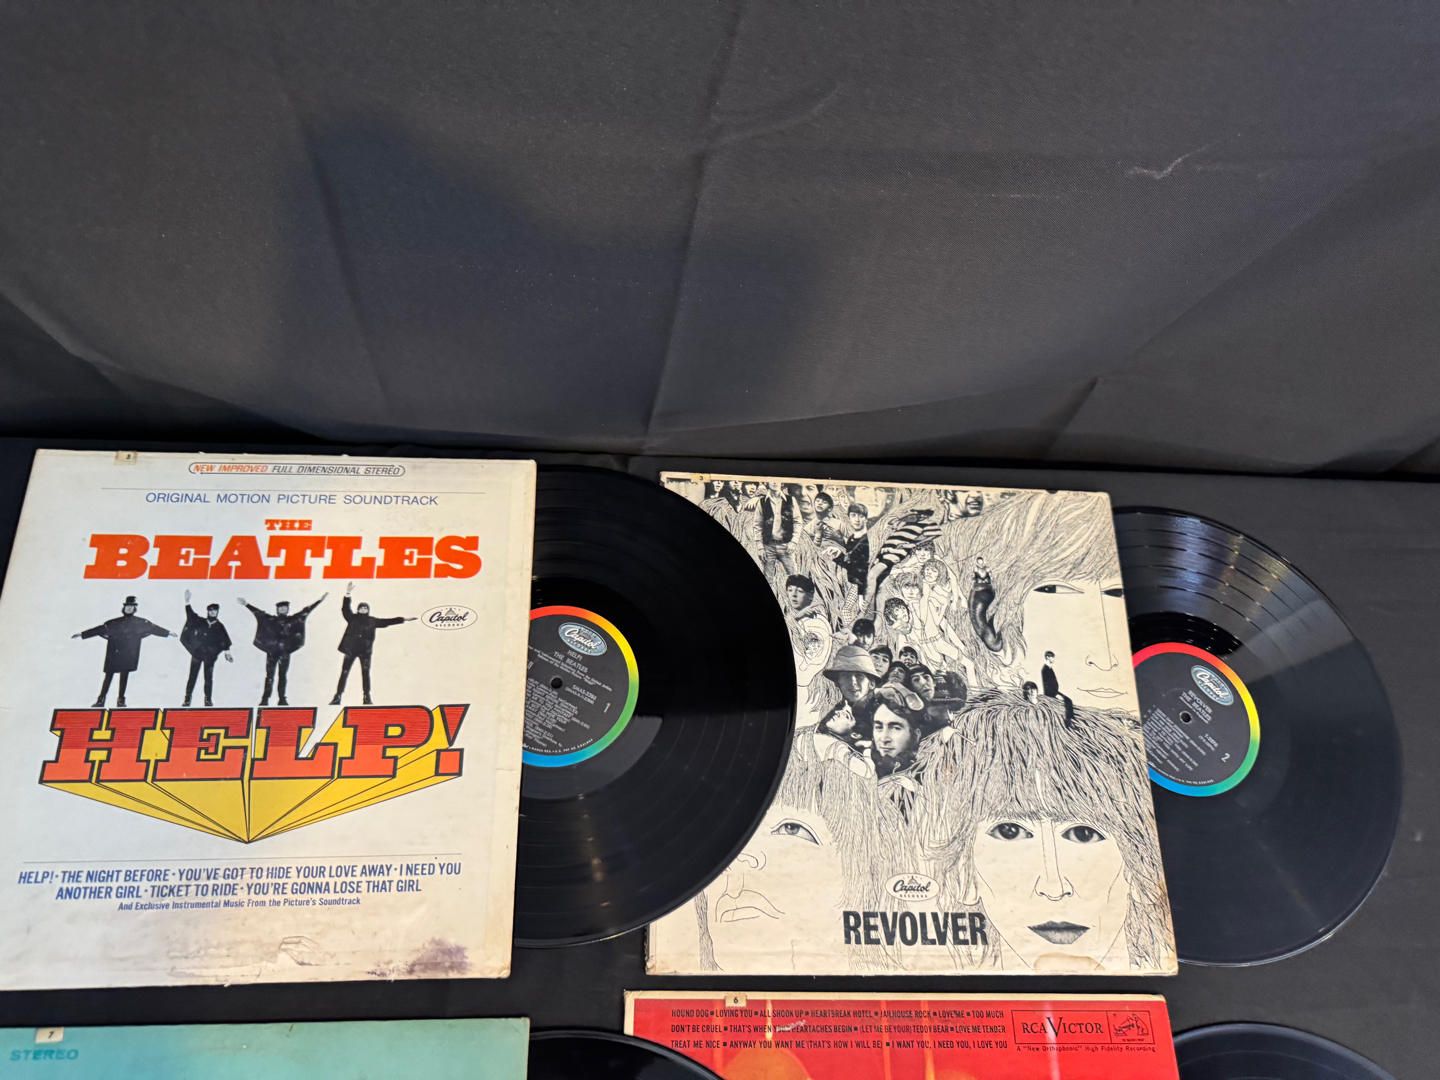 NEW IMPROVED FULL DIMENSIONAL STEREO
ORIGINAL MOTION PICTURE SOUNDTRACK
THE
BEATLES
Capitol
RECORDS
HELP!
HELP! · THE NIGHT BEFORE · YOU'VE GOT TO HIDE YOUR LOVE AWAY · I NEED YOU
ANOTHER GIRL · TICKET TO RIDE · YOU'RE GONNA LOSE THAT GIRL
And Exclusive Instrumental Music From the Picture's Soundtrack
Capitol
HELP!
THE BEATLES
1
3
Capitol
RECORDS
REVOLVER
Capitol
REVOLVER
THE BEATLES
2
7
STEREO
6
HOUND DOG ■ LOVING YOU ■ ALL SHOOK UP ■ HEARTBREAK HOTEL ■ JAILHOUSE ROCK ■ LOVE ME ■ TOO MUCH
DON'T BE CRUEL ■ THAT'S WHEN YOUR HEARTACHES BEGIN ■ (LET ME BE YOUR) TEDDY BEAR ■ LOVE ME TENDER
TREAT ME NICE ■ ANYWAY YOU WANT ME (THAT'S HOW I WILL BE) ■ I WANT YOU, I NEED YOU, I LOVE YOU
RCA VICTOR
A "New Orthophonic" High Fidelity Recording